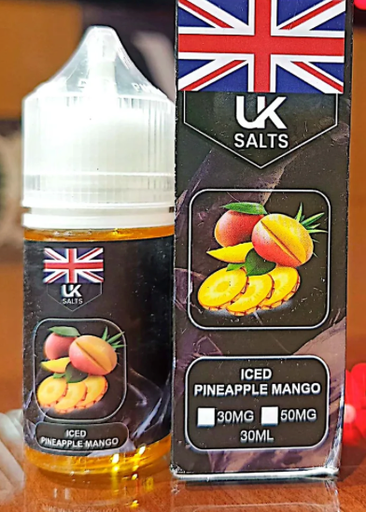 UK
SALTS
ICED
PINEAPPLE MANGO
UK
SALTS
ICED
PINEAPPLE MANGO
30MG 50MG
30ML